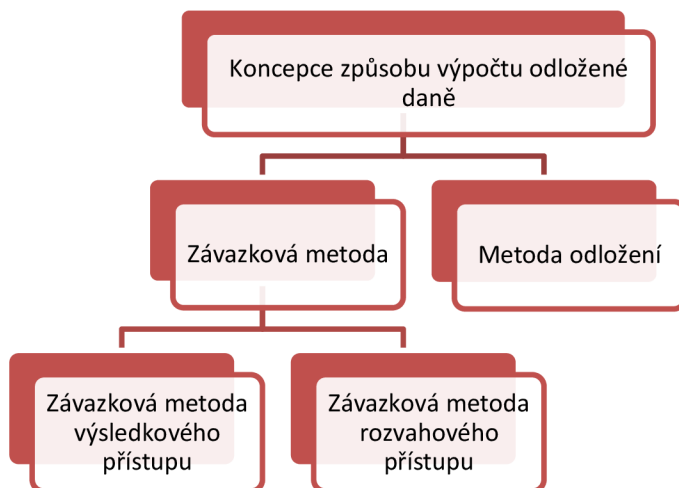 Koncepce způsobu výpočtu odložené
daně
Závazková metoda
Metoda odložení
Závazková metoda
výsledkového
přístupu
Závazková metoda
rozvahového
přístupu